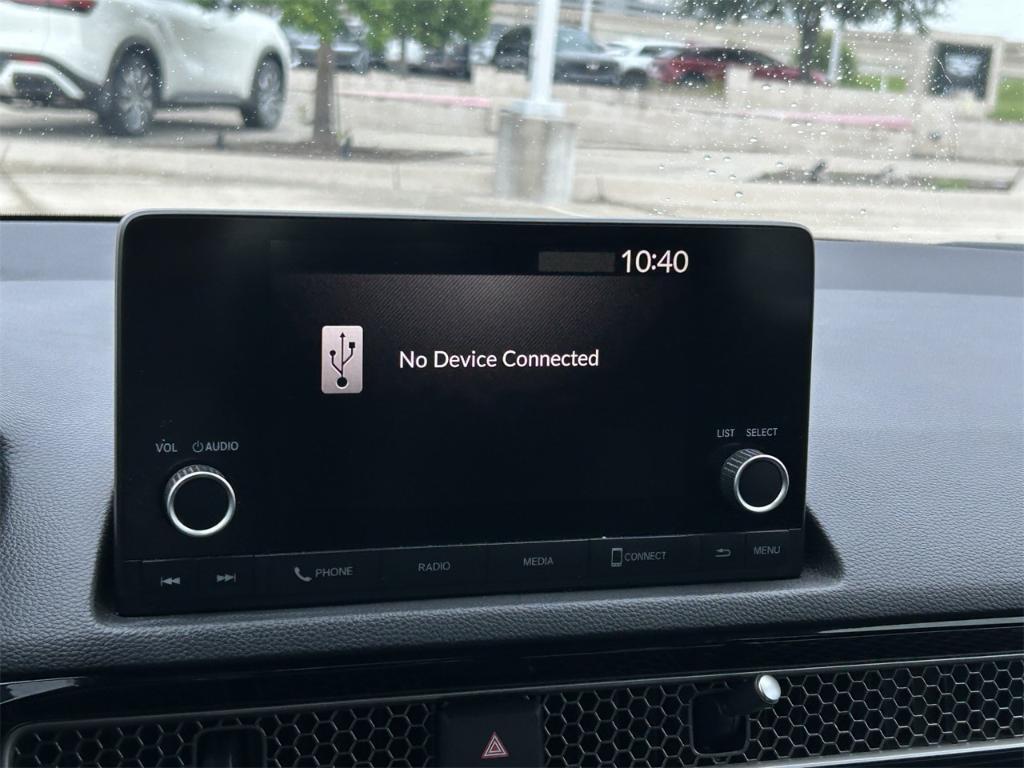 10:40
No Device Connected
VOL AUDIO
LIST SELECT
PHONE
RADIO
MEDIA
CONNECT
MENU